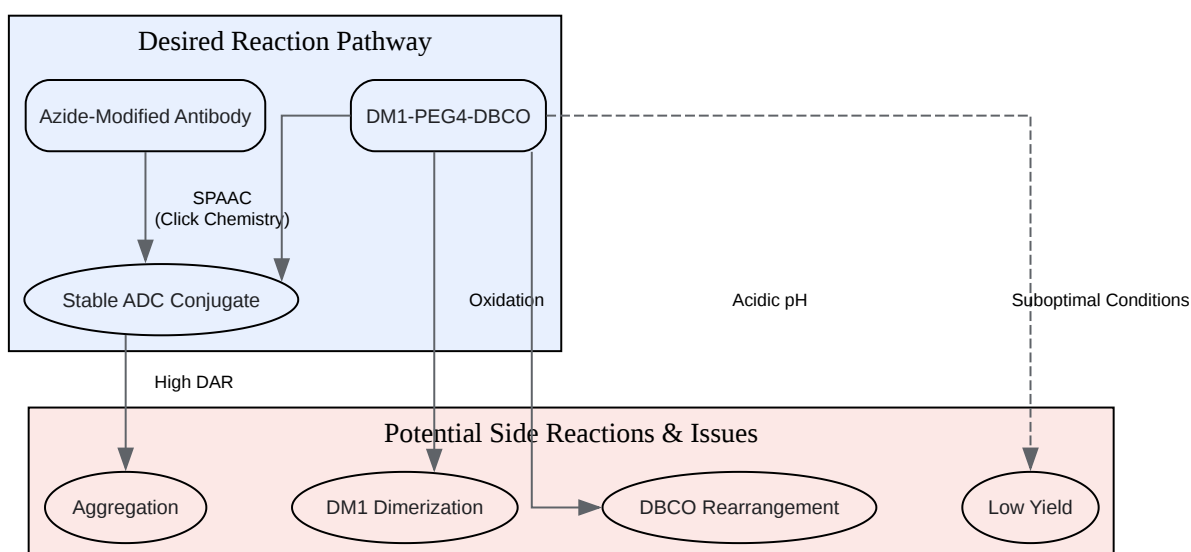 Desired Reaction Pathway
Azide-Modified Antibody
DM1-PEG4-DBCO
SPAAC
(Click Chemistry)
Stable ADC Conjugate
Oxidation
Acidic pH
Suboptimal Conditions
High DAR
Potential Side Reactions & Issues
Aggregation
DM1 Dimerization
DBCO Rearrangement
Low Yield